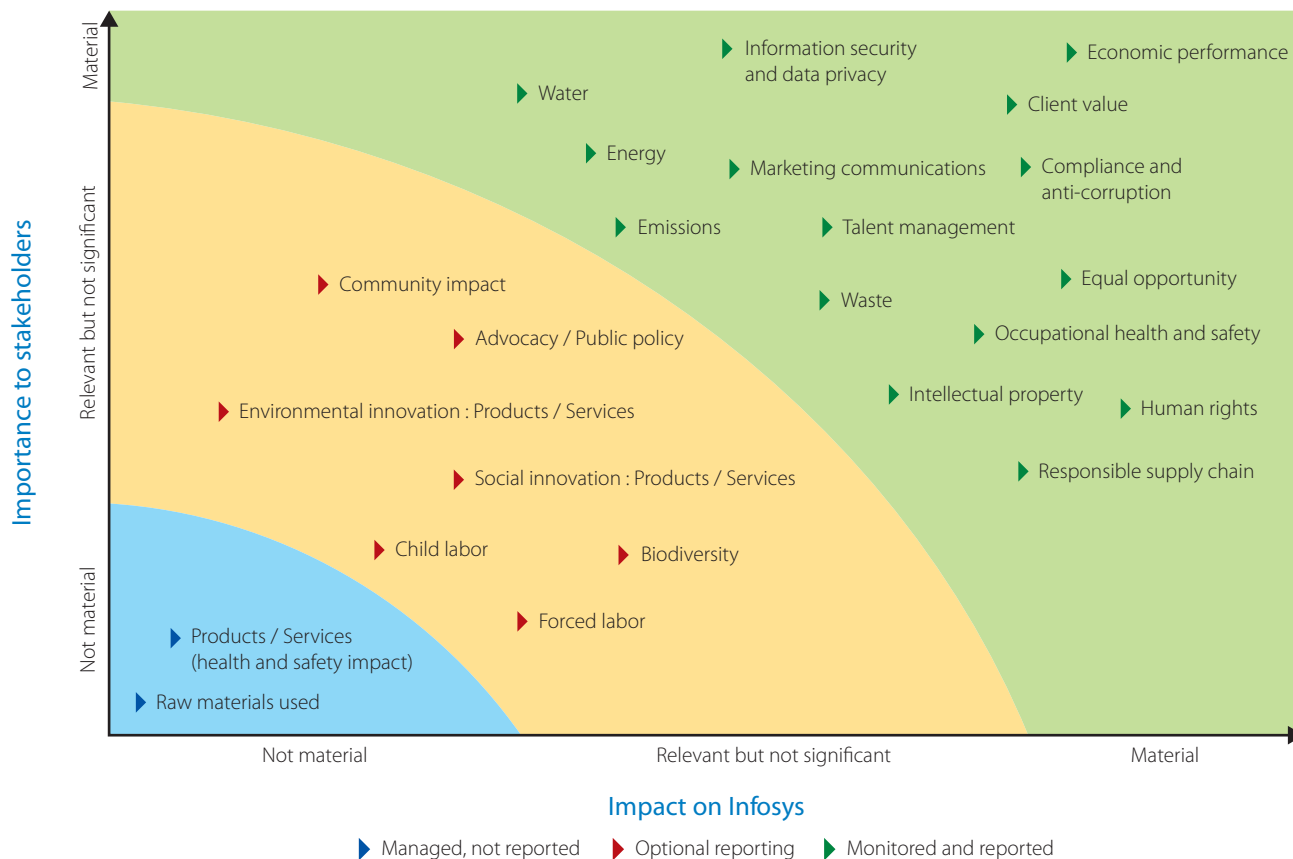 Importance to stakeholders
Material
Relevant but not significant
Not material
Information security
and data privacy
Economic performance
Water
Client value
Energy
Marketing communications
Compliance and
anti-corruption
Emissions
Talent management
Community impact
Equal opportunity
Waste
Advocacy / Public policy
Occupational health and safety
Environmental innovation : Products / Services
Intellectual property
Human rights
Social innovation : Products / Services
Responsible supply chain
Child labor
Biodiversity
Forced labor
Products / Services
(health and safety impact)
Raw materials used
Not material
Relevant but not significant
Material
Impact on Infosys
Managed, not reported
Optional reporting
Monitored and reported